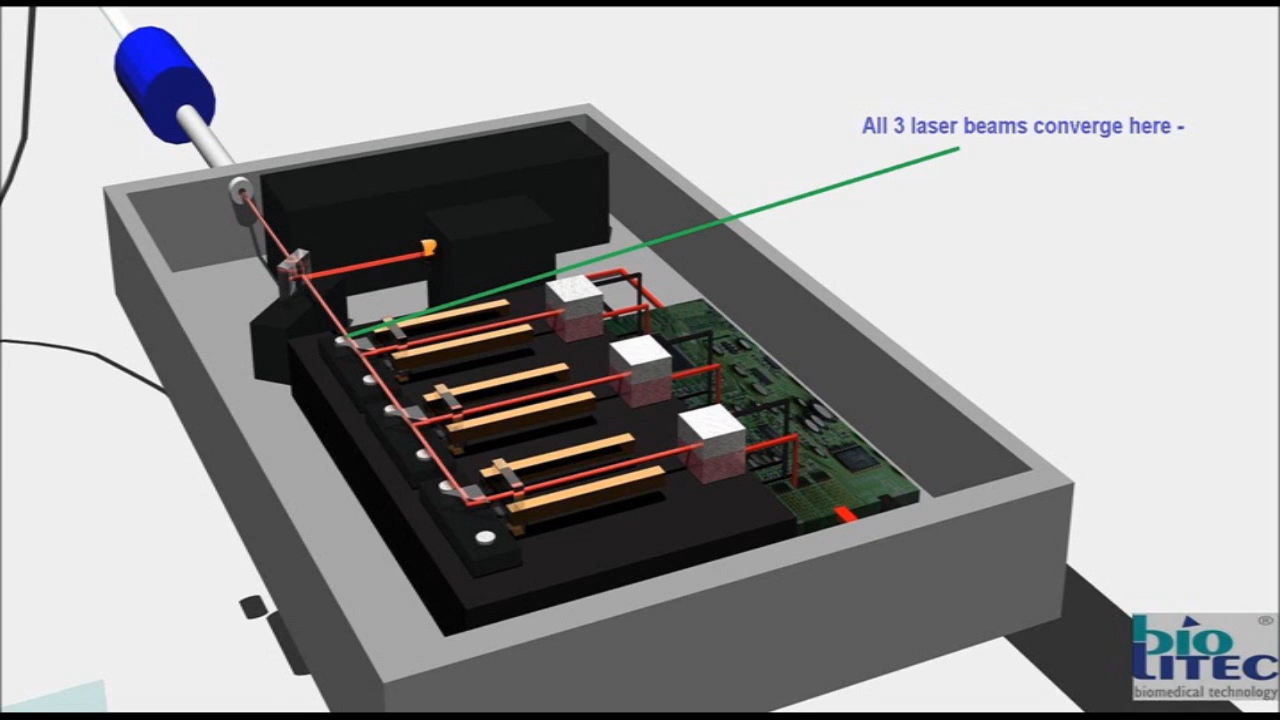 All 3 laser beams converge here -
bio
LITEC
®
biomedical technology